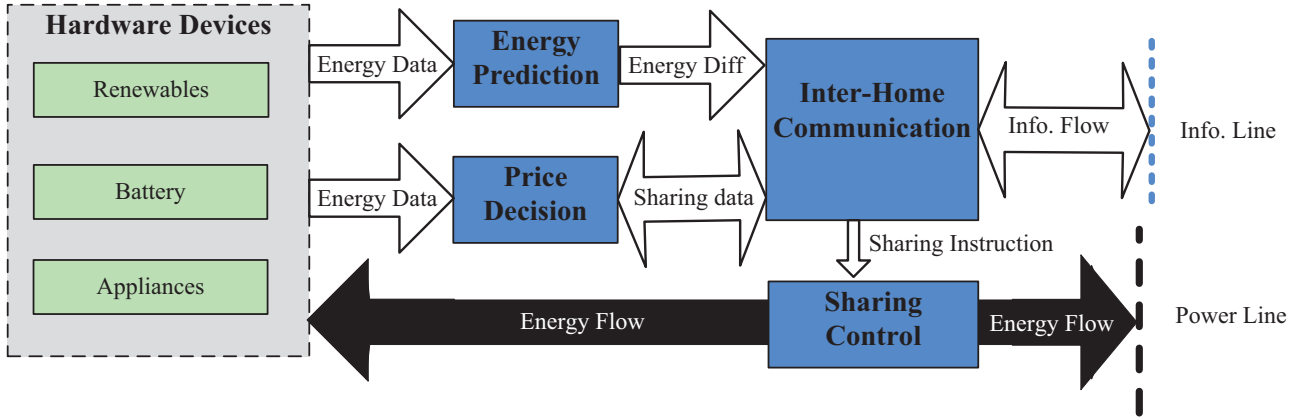 Hardware Devices
Renewables
Battery
Appliances
Energy Data
Energy
Prediction
Energy Diff
Inter-Home
Communication
Info. Flow
Info. Line
Energy Data
Price
Decision
Sharing data
Sharing Instruction
Energy Flow
Sharing
Control
Energy Flow
Power Line